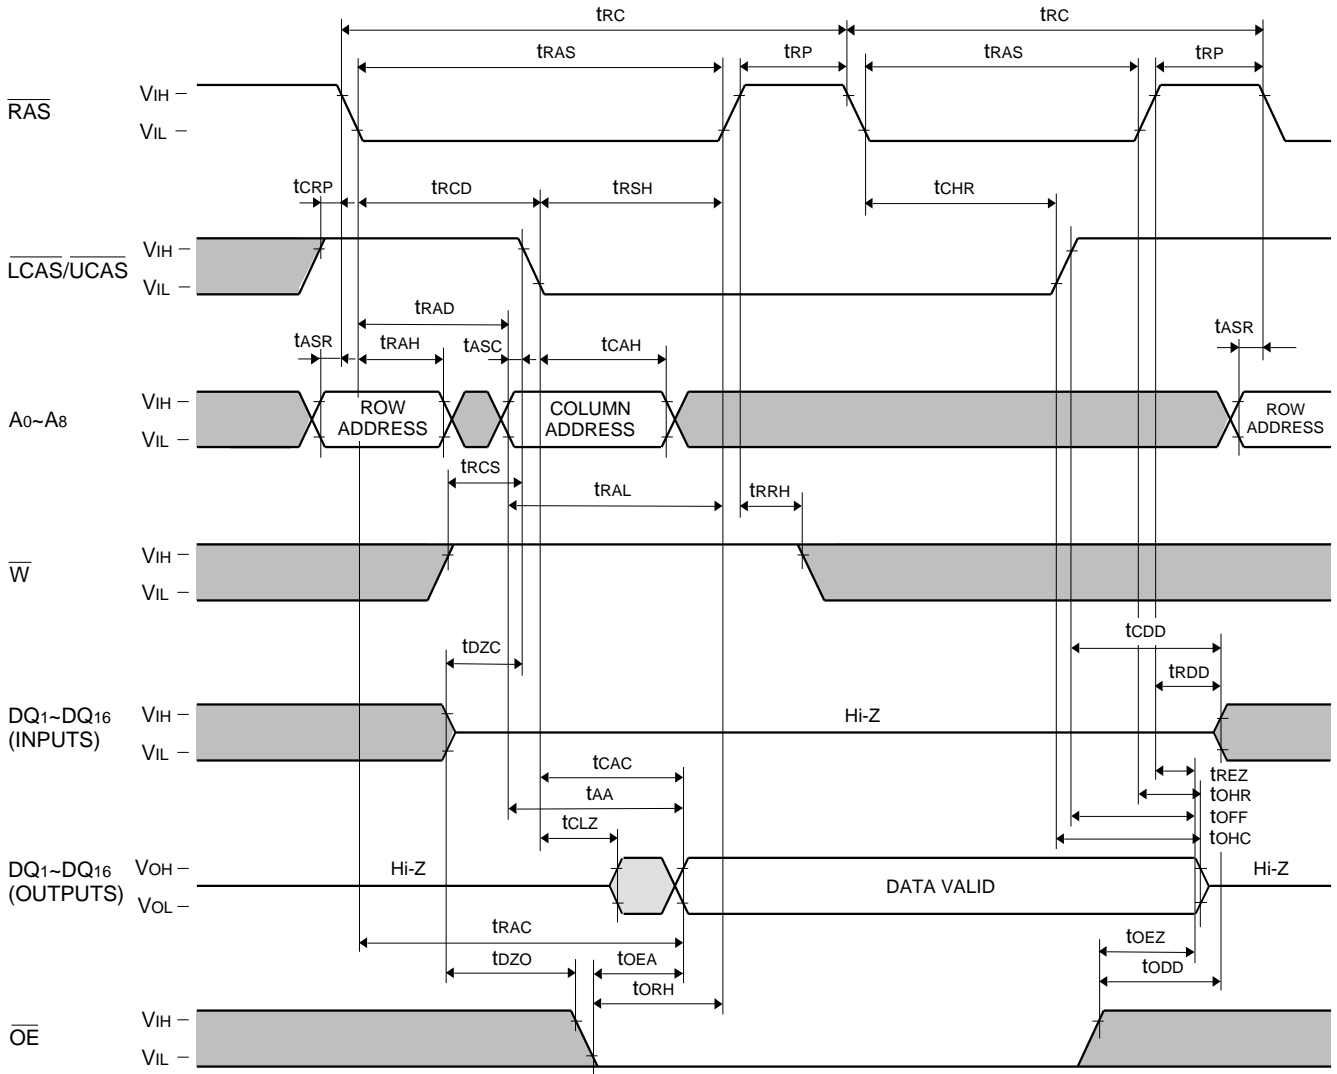 tRC tRC
tRAS tRP tRAS tRP
RAS VIH
VIL
tCRP tRCD tRSH tCHR
LCAS/UCAS VIH
VIL
tRAD
tASR tRAH tASC tCAH tASR
A0~A8 VIH
VIL
ROW ADDRESS
COLUMN ADDRESS
ROW ADDRESS
tRCS
tRAL tRRH
W VIH
VIL
tCDD
tDZC
tRDD
DQ1~DQ16 (INPUTS) VIH
VIL
Hi-Z
tCAC tREZ
tAA tOHR
tOFF
tCLZ tOHC
DQ1~DQ16 (OUTPUTS) VOH
VOL
Hi-Z DATA VALID Hi-Z
tRAC tOEZ
tDZO tOEA tODD
tORH
OE VIH
VIL